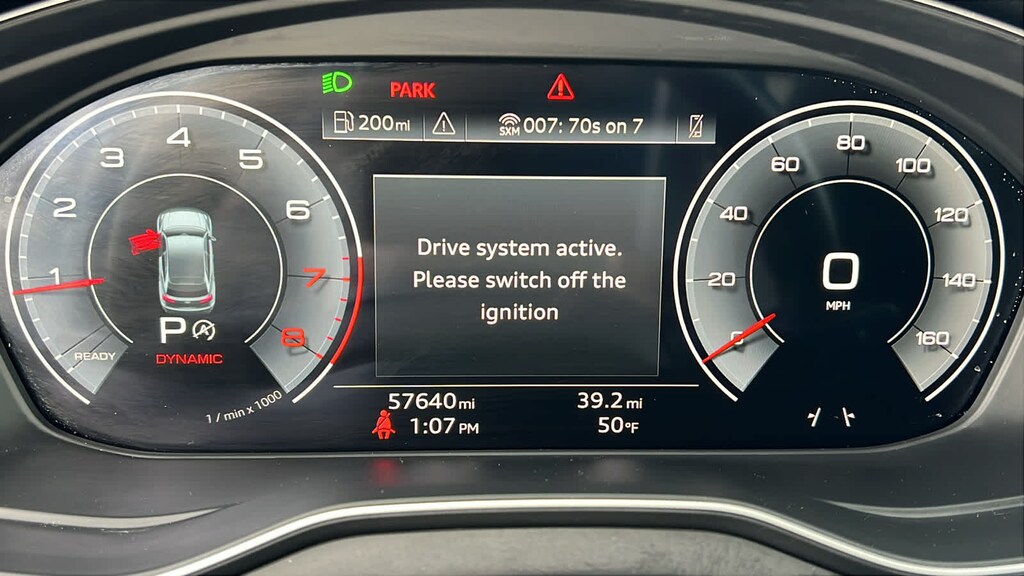 PARK
200mi
SXM 007: 70s on 7
1
2
3
4
5
6
7
8
READY
P
DYNAMIC
1 / min x 1000
Drive system active.
Please switch off the
ignition
0
20
40
60
80
100
120
140
160
0
MPH
57640mi
39.2mi
1:07 PM
50°F